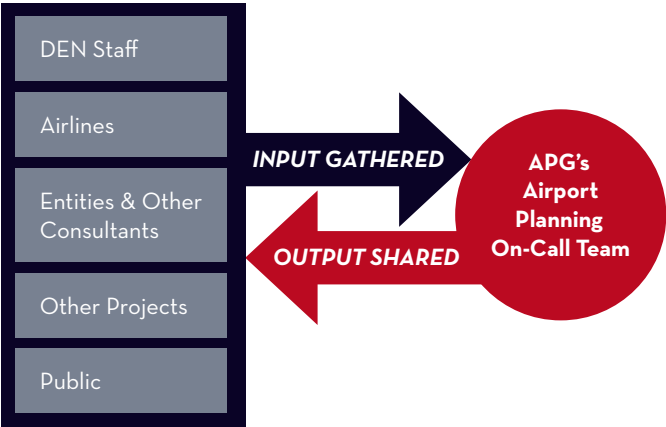 DEN Staff
Airlines
Entities & Other
Consultants
Other Projects
Public
INPUT GATHERED
OUTPUT SHARED
APG's
Airport
Planning
On-Call Team